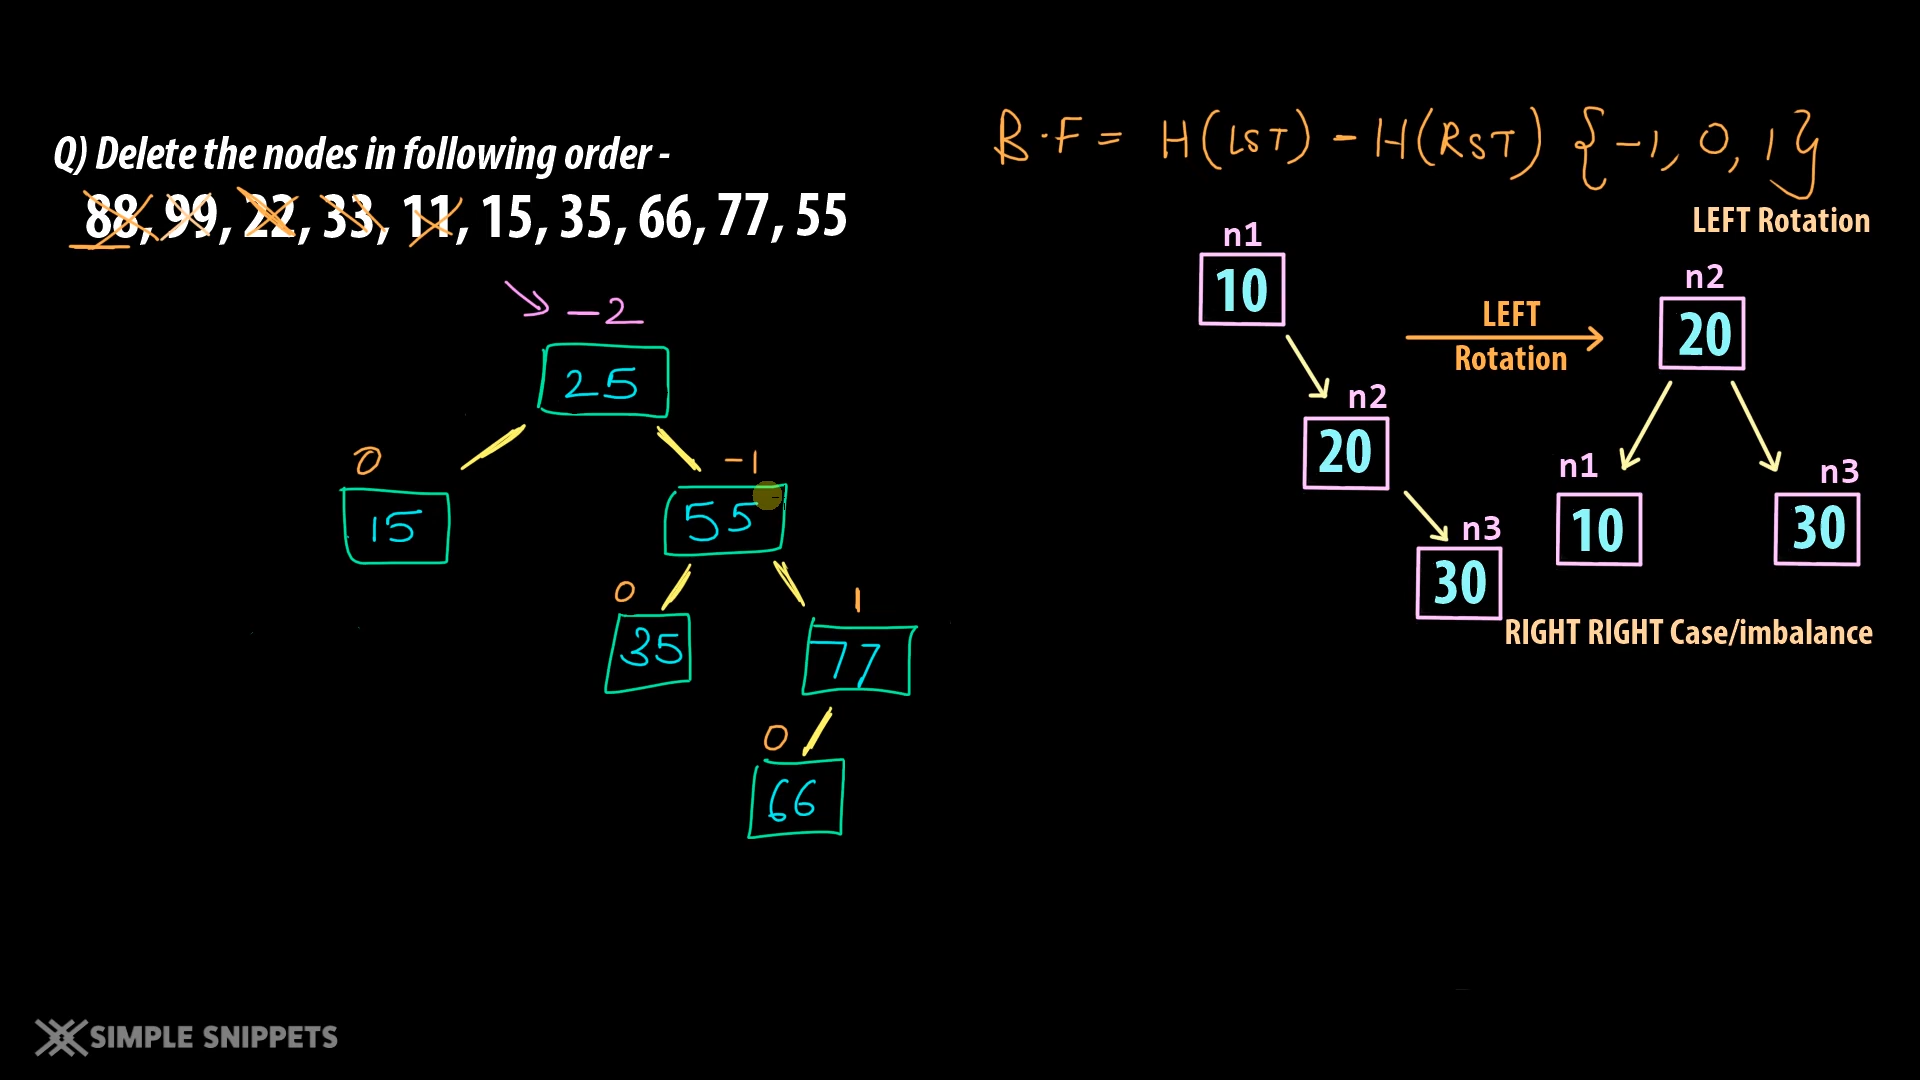 Q) Delete the nodes in following order -
88, 99, 22, 33, 11, 15, 35, 66, 77, 55
B.F = H(LST) - H(RST) {-1, 0, 1}
LEFT Rotation
-2
25
0
-1
15
55
0
1
35
77
0
66
n1
10
n2
20
n3
30
LEFT
Rotation
n2
20
n1
10
n3
30
RIGHT RIGHT Case/imbalance
SIMPLE SNIPPETS